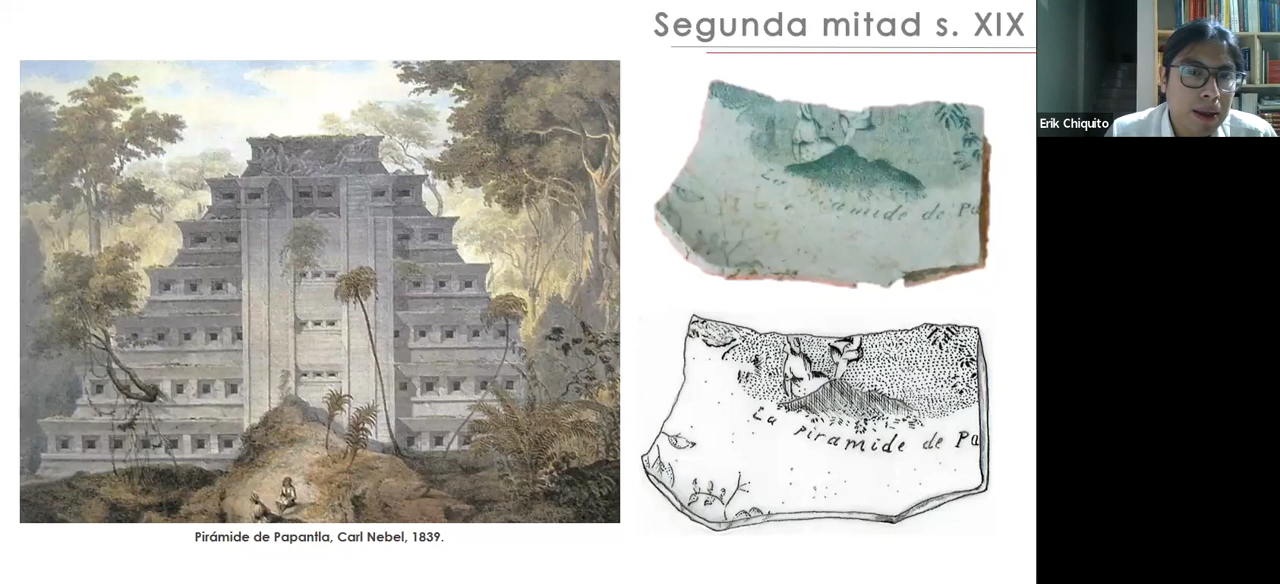 Segunda mitad s. XIX
Erik Chiquito
La piramide de Pa
La piramide de Pa
Pirámide de Papantla, Carl Nebel, 1839.